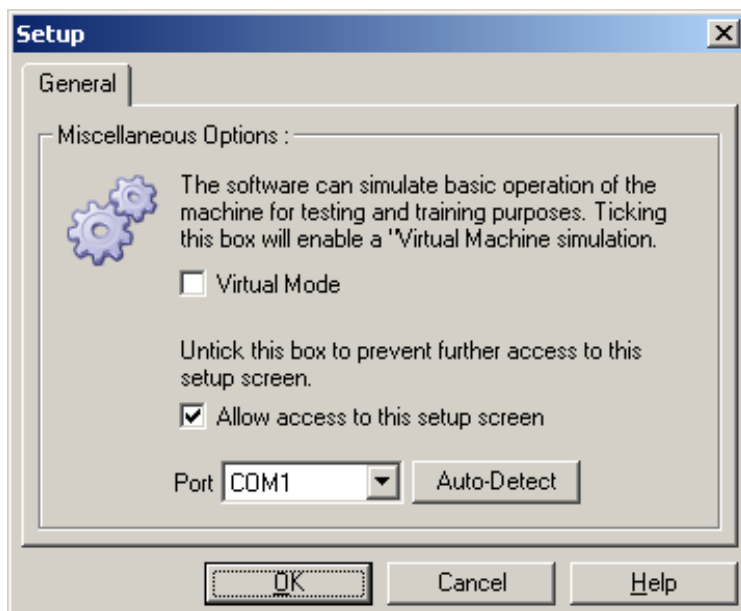 Setup
General
Miscellaneous Options :
The software can simulate basic operation of the
machine for testing and training purposes. Ticking
this box will enable a "Virtual Machine simulation.
Virtual Mode
Untick this box to prevent further access to this
setup screen.
Allow access to this setup screen
Port COM1 Auto-Detect
OK Cancel Help